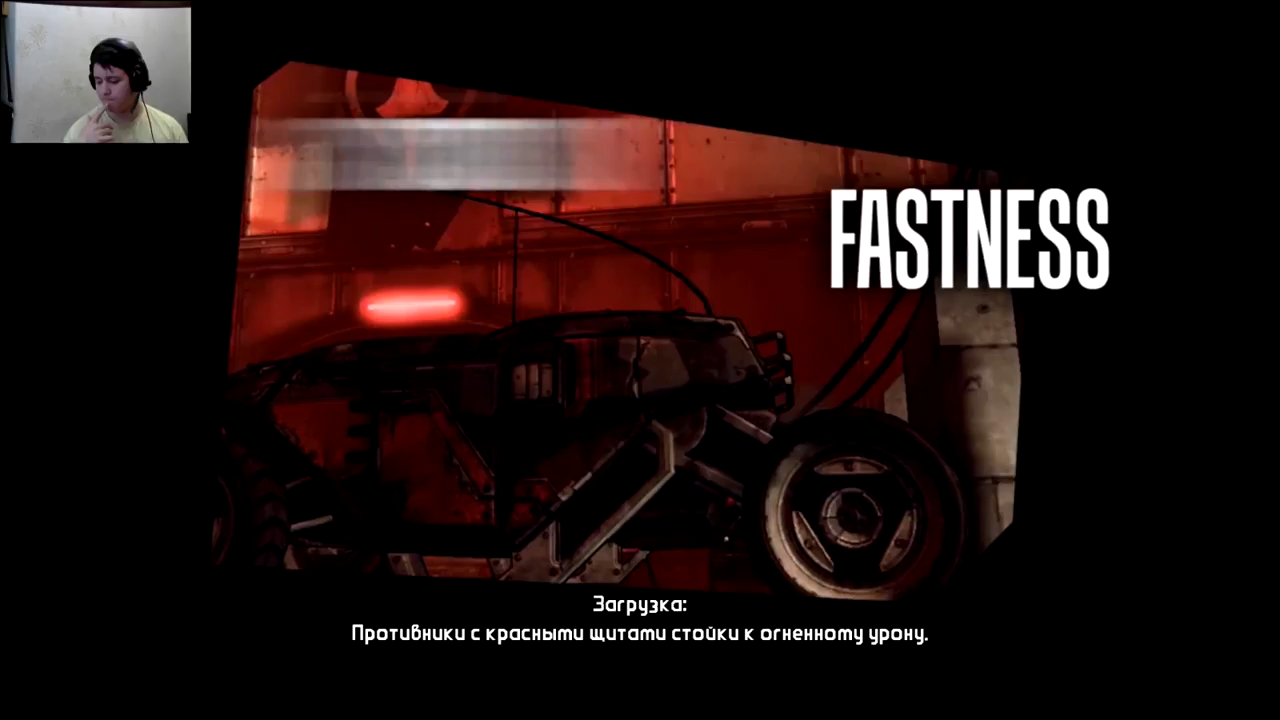 FASTNESS
Загрузка:
Противники с красными щитами стойки к огненному урону.